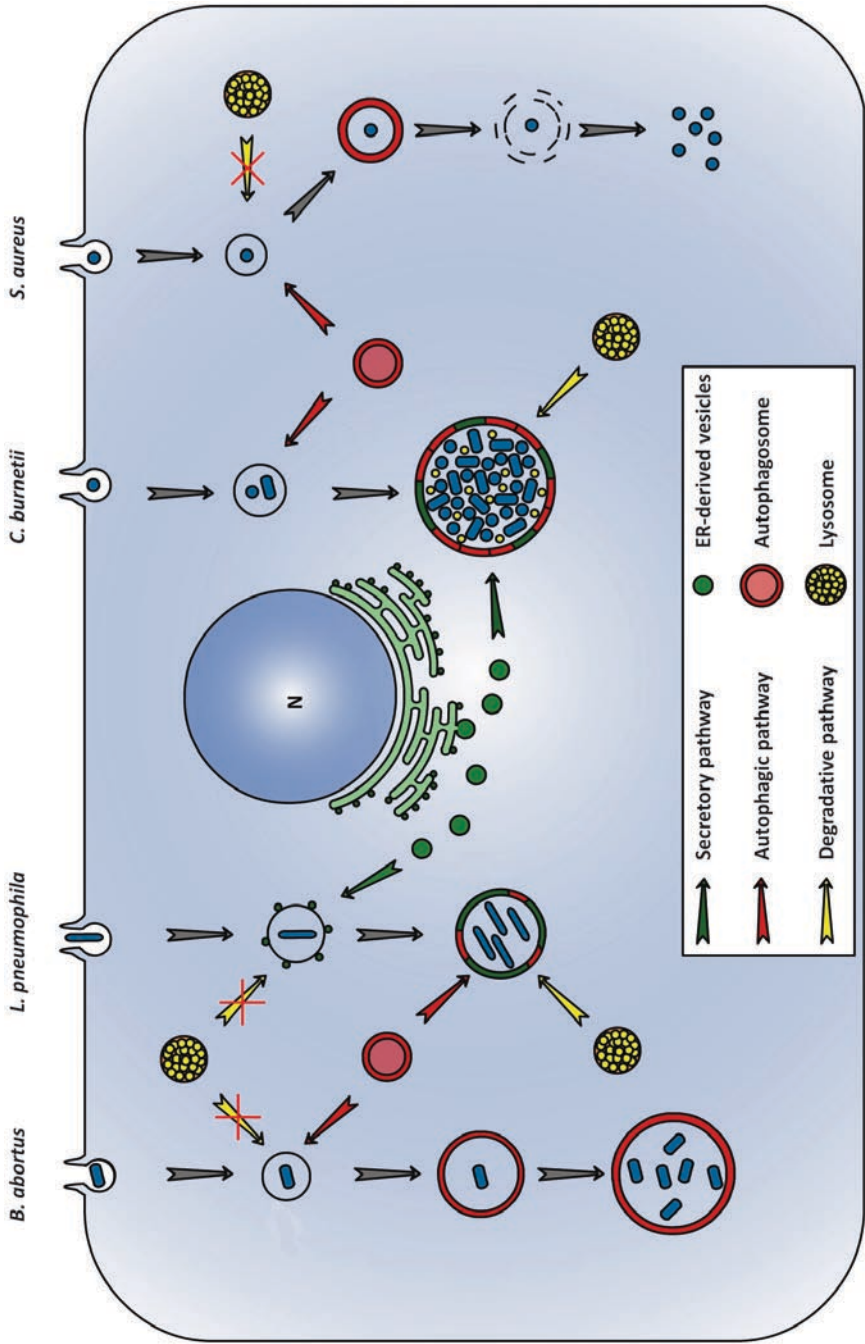 B. abortus
L. pneumophila
C. burnetii
S. aureus
N
Secretory pathway
ER-derived vesicles
Autophagic pathway
Autophagosome
Degradative pathway
Lysosome